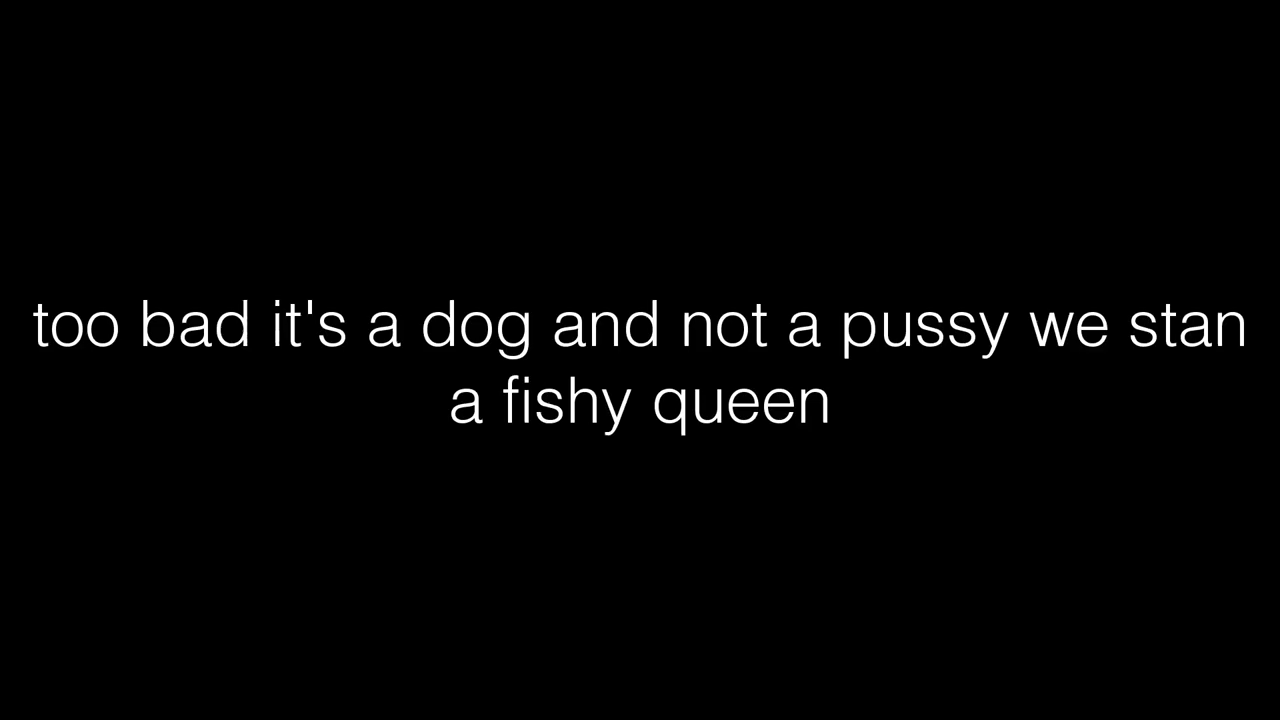 too bad it's a dog and not a pussy we stan
a fishy queen